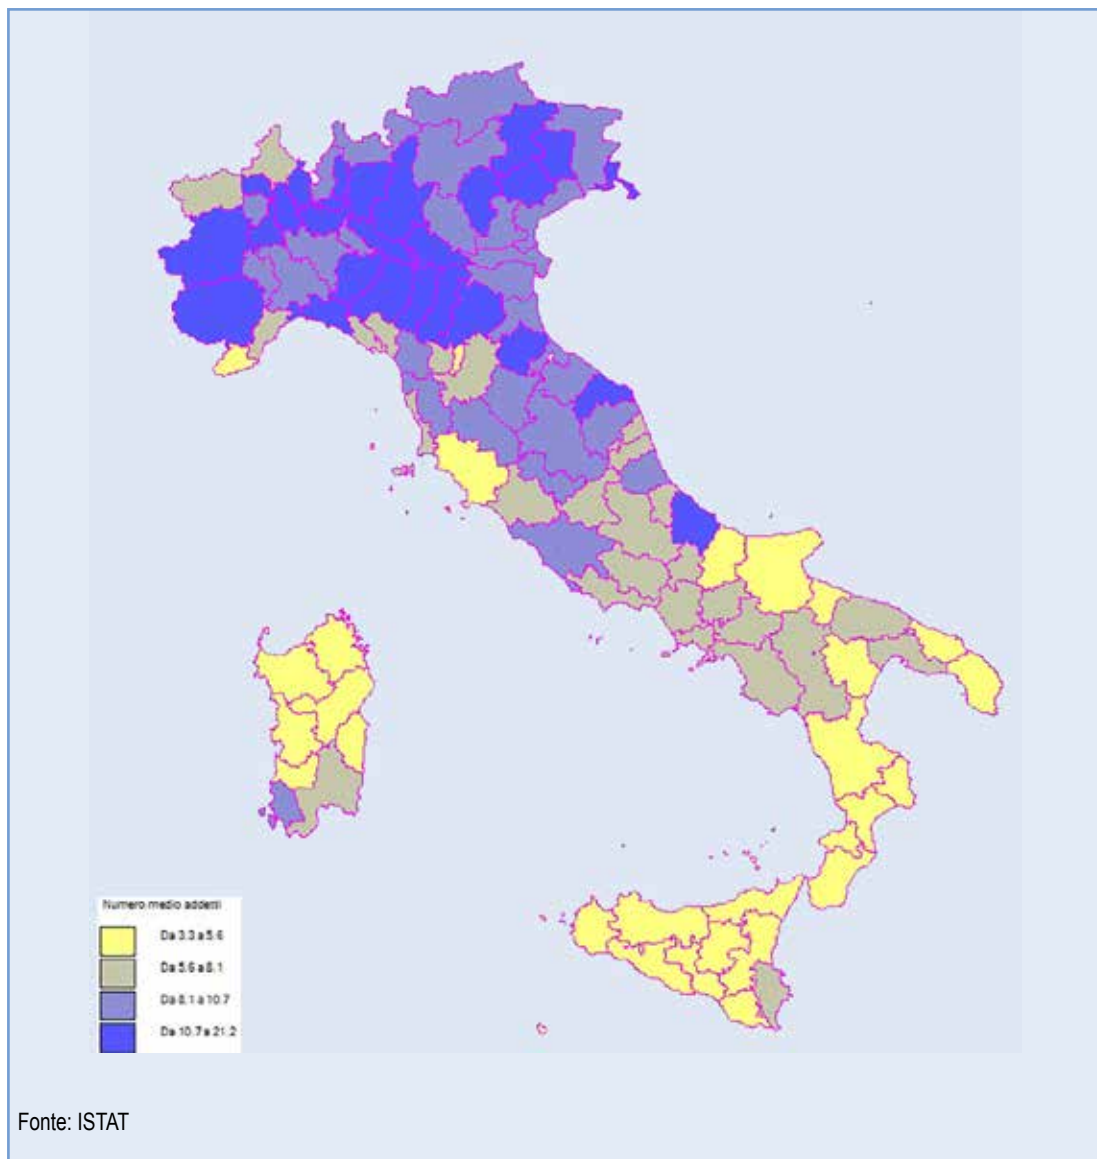 Numero medio addetti
Da 3.3 a 5.6
Da 5.6 a 8.1
Da 8.1 a 10.7
Da 10.7 a 21.2
Fonte: ISTAT